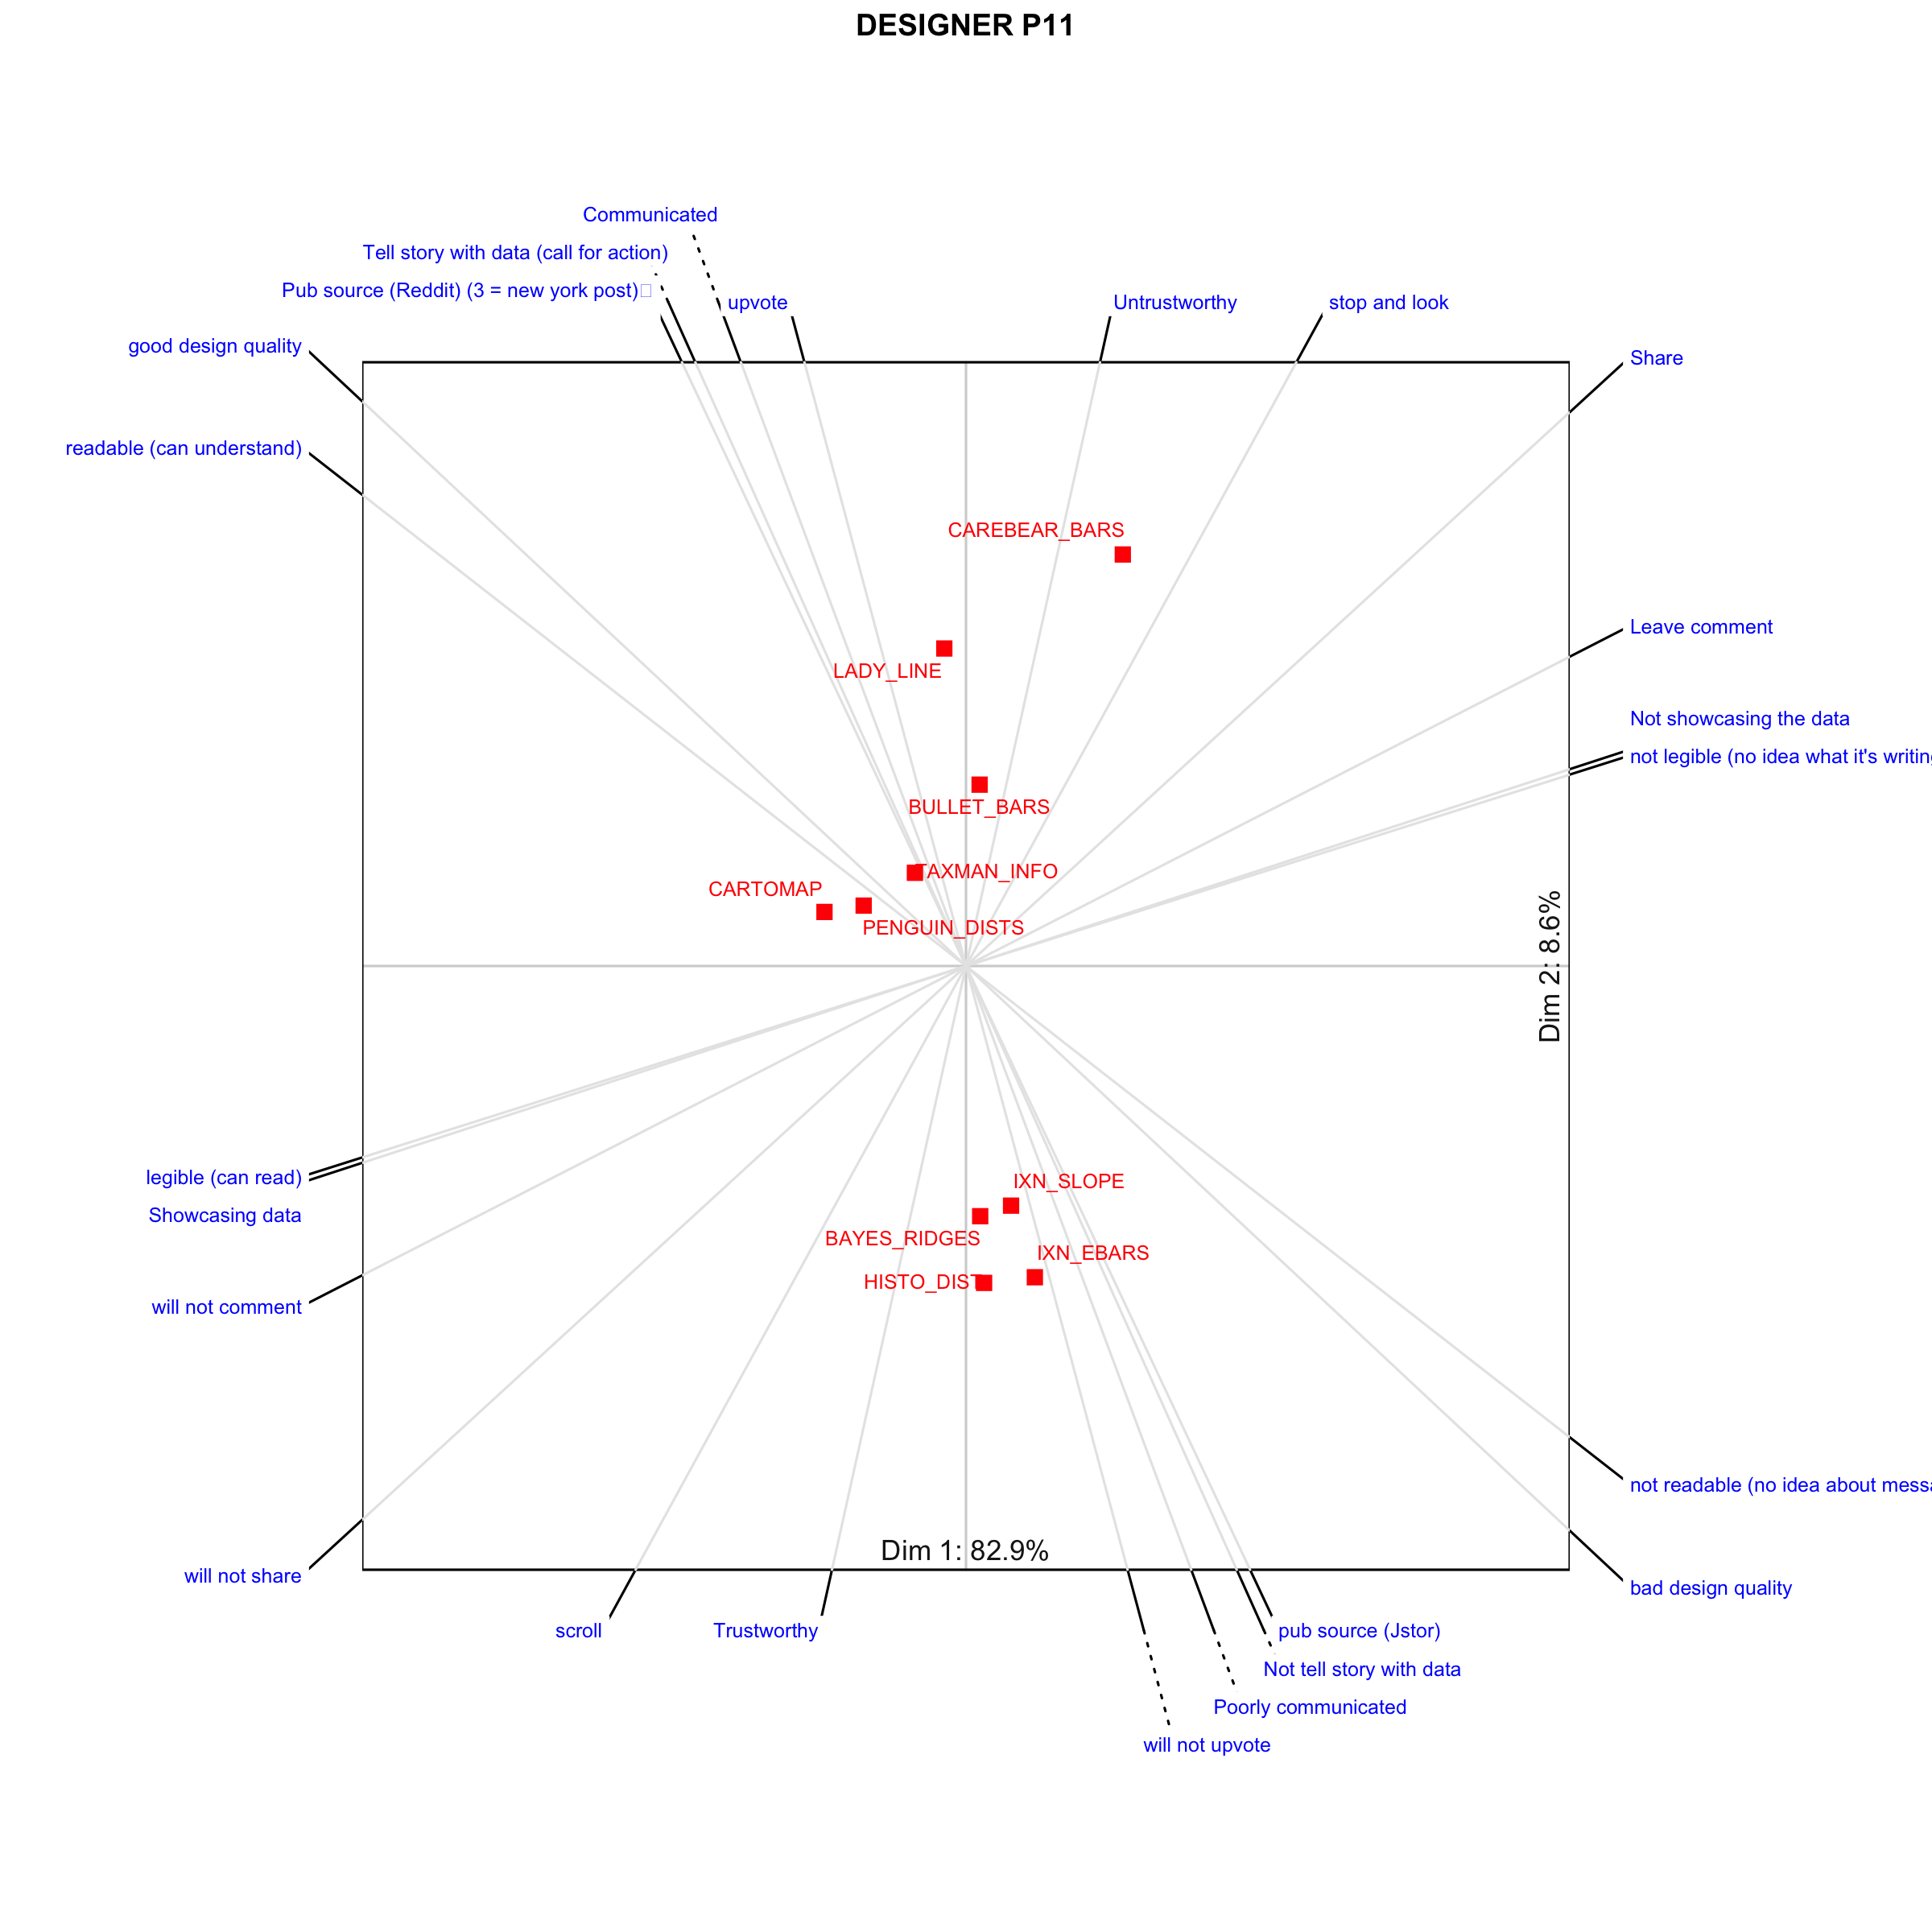 DESIGNER P11
Communicated
Tell story with data (call for action)
Pub source (Reddit) (3 = new york post)
upvote
Untrustworthy
stop and look
good design quality
Share
readable (can understand)
CAREBEAR_BARS
Leave comment
LADY_LINE
Not showcasing the data
not legible (no idea what it's writing
BULLET_BARS
TAXMAN_INFO
CARTOMAP
PENGUIN_DISTS
Dim 2: 8.6%
legible (can read)
IXN_SLOPE
Showcasing data
BAYES_RIDGES
IXN_EBARS
HISTO_DIST
will not comment
not readable (no idea about messa
Dim 1: 82.9%
will not share
bad design quality
scroll
Trustworthy
pub source (Jstor)
Not tell story with data
Poorly communicated
will not upvote